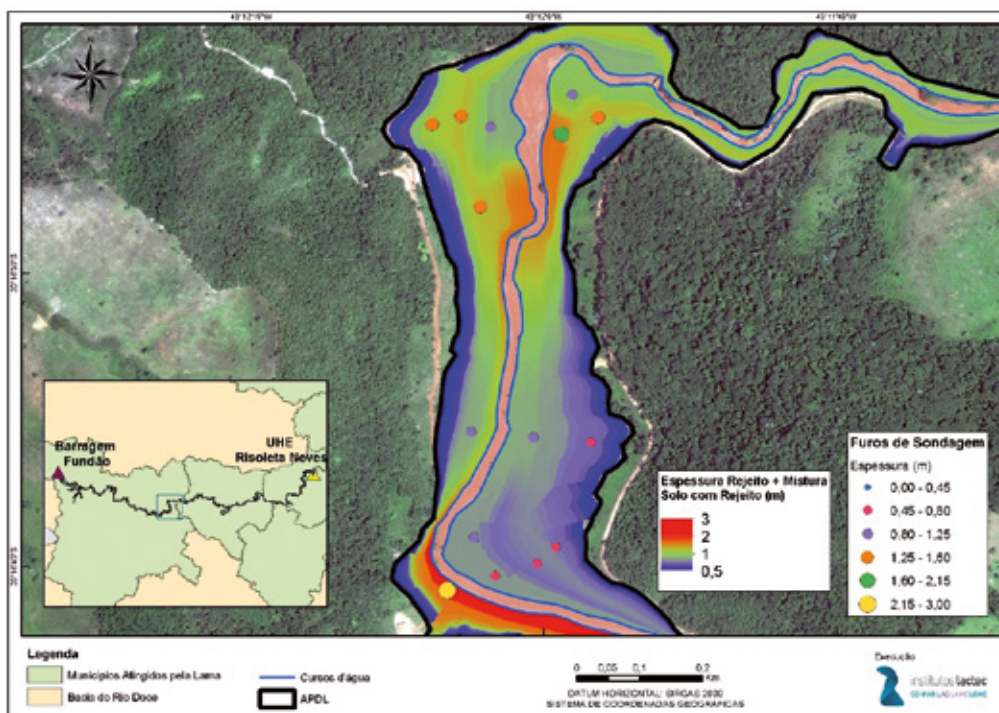 Barragem
Fundão
UHE
Risoleta Neves
Espessura Rejeito + Mistura
Solo com Rejeito (m)
3
2
1
0,5
Furos de Sondagem
Espessura (m)
0,00 - 0,45
0,45 - 0,80
0,80 - 1,25
1,25 - 1,60
1,60 - 2,15
2,15 - 3,00
Legenda
Municípios Atingidos pela Lama
Bacia do Rio Doce
Cursos d'água
APDL
0 0,05 0,1 0,2
Km
DATUM HORIZONTAL: SIRGAS 2000
SISTEMA DE COORDENADAS GEOGRÁFICAS
Execução
institutos lactec